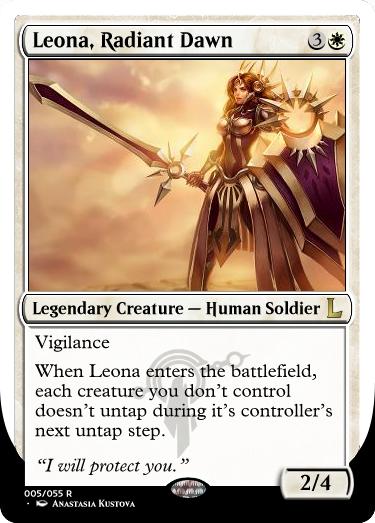 Leona, Radiant Dawn 3
Legendary Creature — Human Soldier L
Vigilance
When Leona enters the battlefield,
each creature you don't control
doesn't untap during it's controller's
next untap step.
"I will protect you."
005/055 R
Anastasia Kustova
2/4